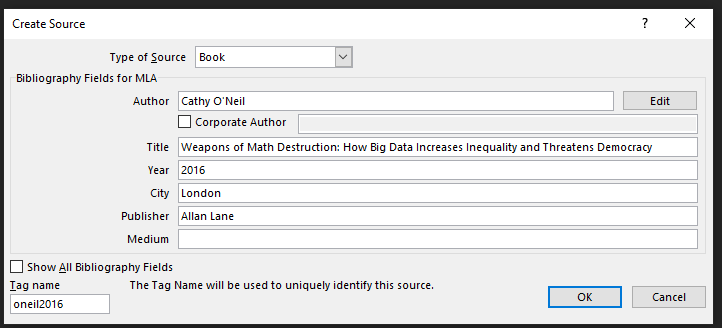 Create Source
? ×
Type of Source Book
Bibliography Fields for MLA
Author Cathy O'Neil Edit
Corporate Author
Title Weapons of Math Destruction: How Big Data Increases Inequality and Threatens Democracy
Year 2016
City London
Publisher Allan Lane
Medium
Show All Bibliography Fields
Tag name The Tag Name will be used to uniquely identify this source.
oneil2016 OK Cancel